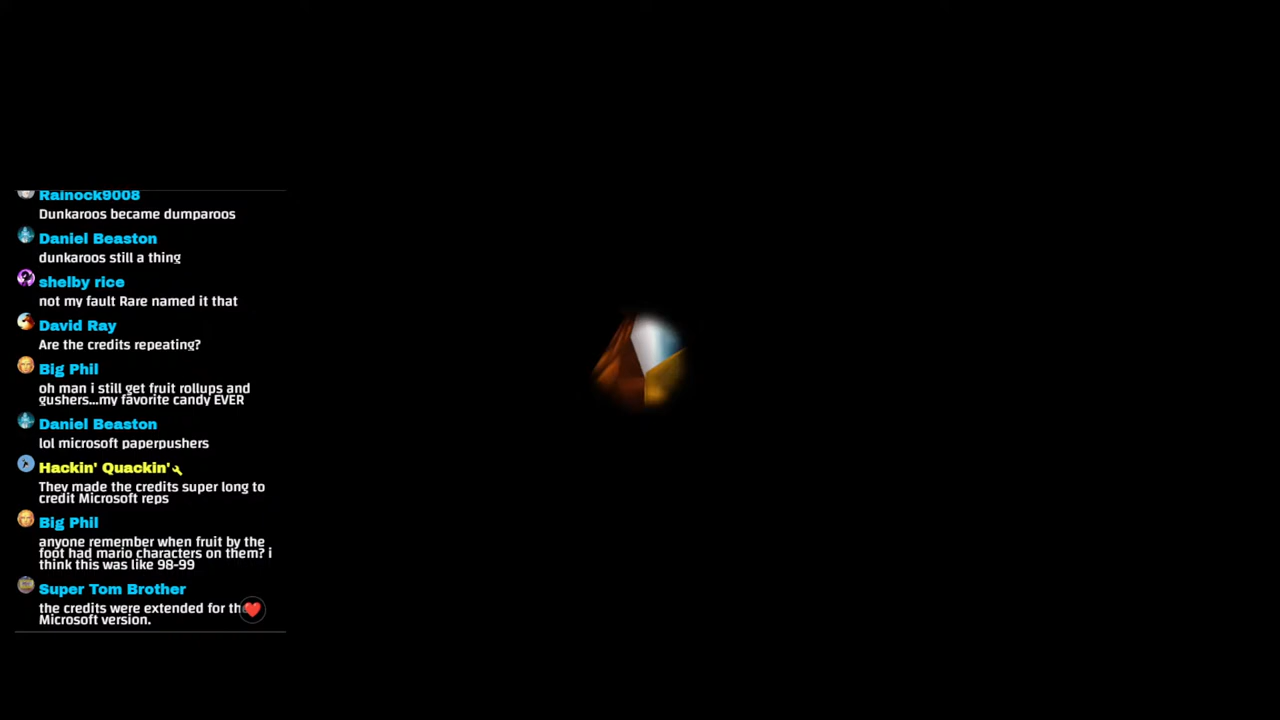 Rainock9008
Dunkaroos became dumparoos
Daniel Beaston
dunkaroos still a thing
shelby rice
not my fault Rare named it that
David Ray
Are the credits repeating?
Big Phil
oh man i still get fruit rollups and
gushers...my favorite candy EVER
Daniel Beaston
lol microsoft paperpushers
Hackin' Quackin'
They made the credits super long to
credit Microsoft reps
Big Phil
anyone remember when fruit by the
foot had mario characters on them? i
think this was like 98-99
Super Tom Brother
the credits were extended for the
Microsoft version.